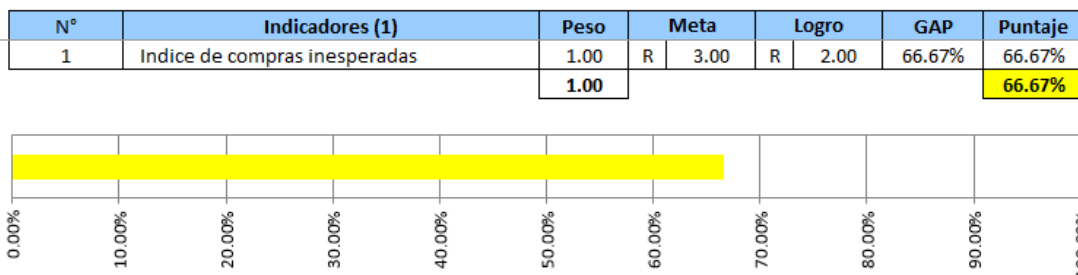 N° Indicadores (1) Peso Meta Logro GAP Puntaje
1 Indice de compras inesperadas 1.00 R 3.00 R 2.00 66.67% 66.67%
1.00 66.67%
0.00% 10.00% 20.00% 30.00% 40.00% 50.00% 60.00% 70.00% 80.00% 90.00% 100.00%